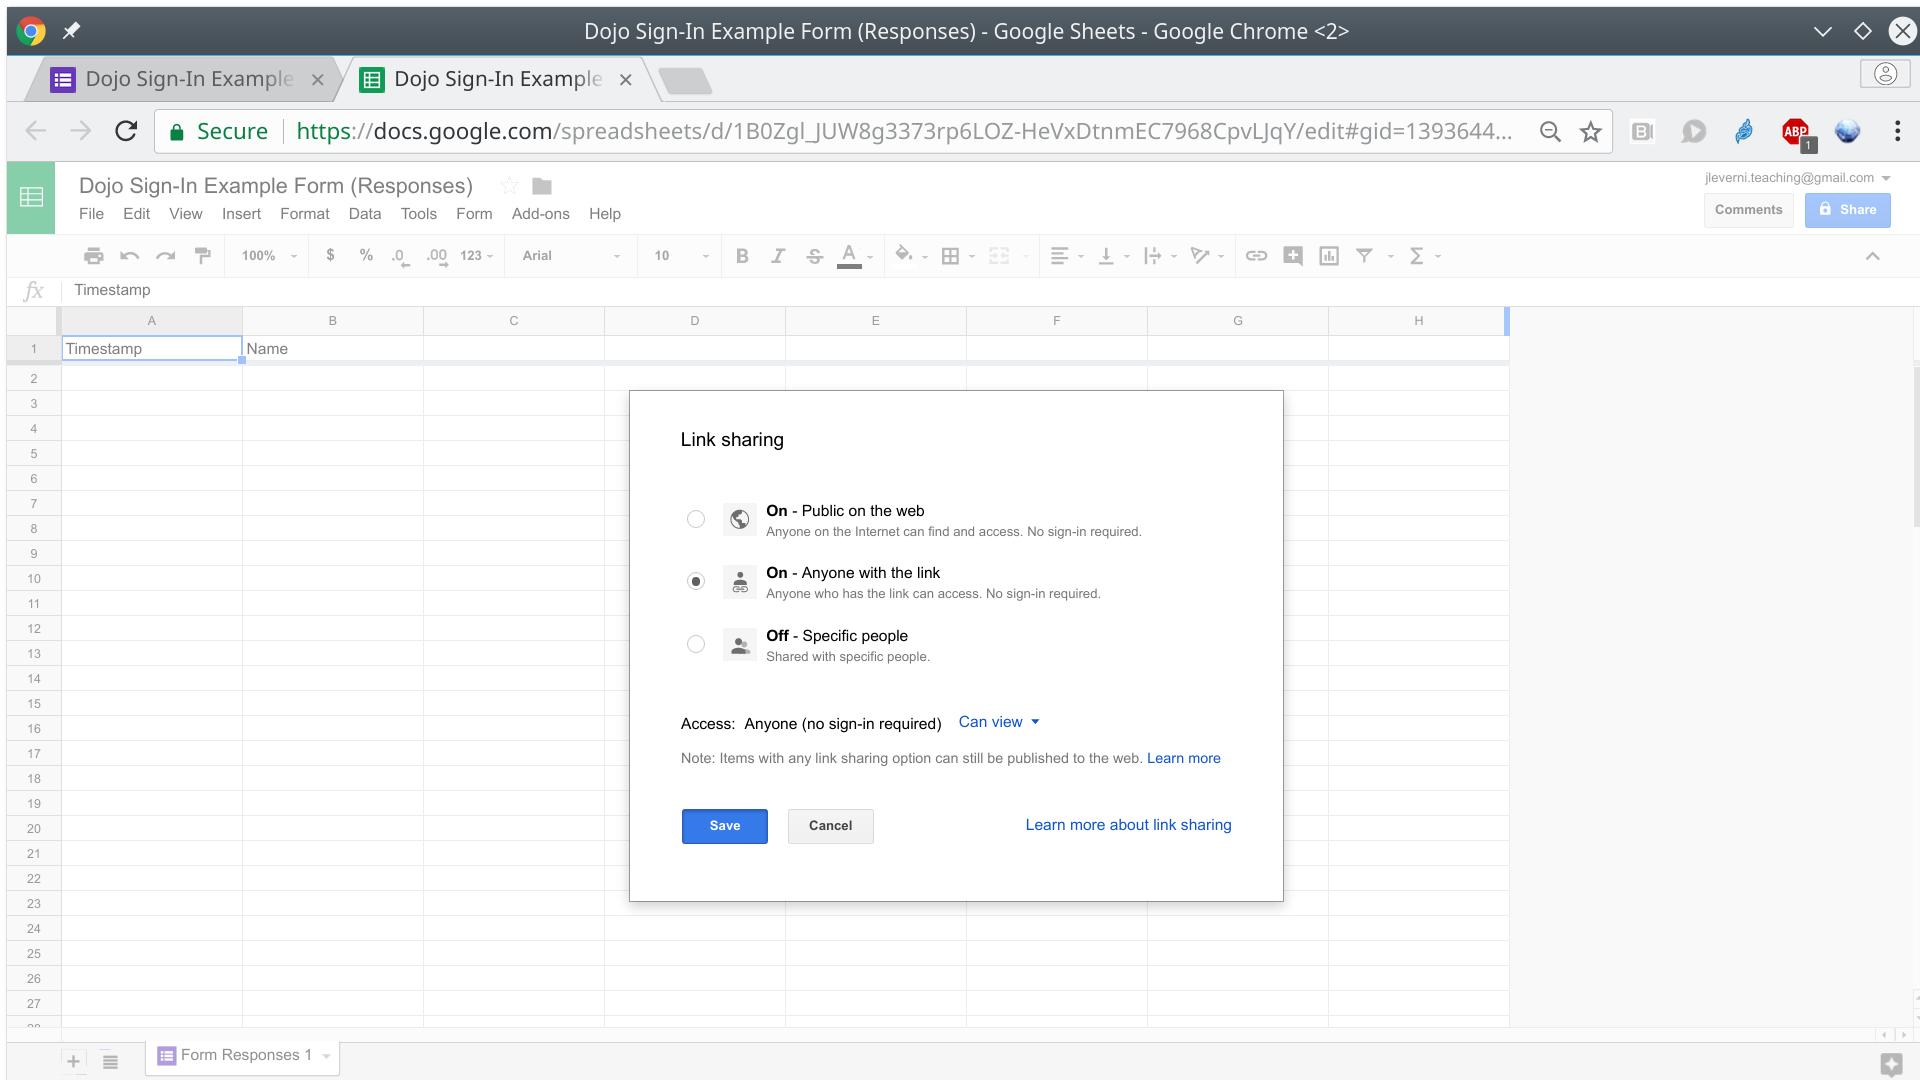 Dojo Sign-In Example Form (Responses) - Google Sheets - Google Chrome <2>
Dojo Sign-In Example
Dojo Sign-In Example
Secure https://docs.google.com/spreadsheets/d/1B0Zgl_JUW8g3373rp6LOZ-HeVxDtnmEC7968CpvLJqY/edit#gid=1393644...
ABP
1
Dojo Sign-In Example Form (Responses)
jleverni.teaching@gmail.com
File Edit View Insert Format Data Tools Form Add-ons Help
Comments Share
100% $ % .0 .00 123 Arial 10 B I S A Σ
fx Timestamp
A B C D E F G H
1 Timestamp Name
2
3
4
5
6
7
8
9
10
11
12
13
14
15
16
17
18
19
20
21
22
23
24
25
26
27
28
Link sharing
On - Public on the web
Anyone on the Internet can find and access. No sign-in required.
On - Anyone with the link
Anyone who has the link can access. No sign-in required.
Off - Specific people
Shared with specific people.
Access: Anyone (no sign-in required) Can view
Note: Items with any link sharing option can still be published to the web. Learn more
Save Cancel Learn more about link sharing
Form Responses 1